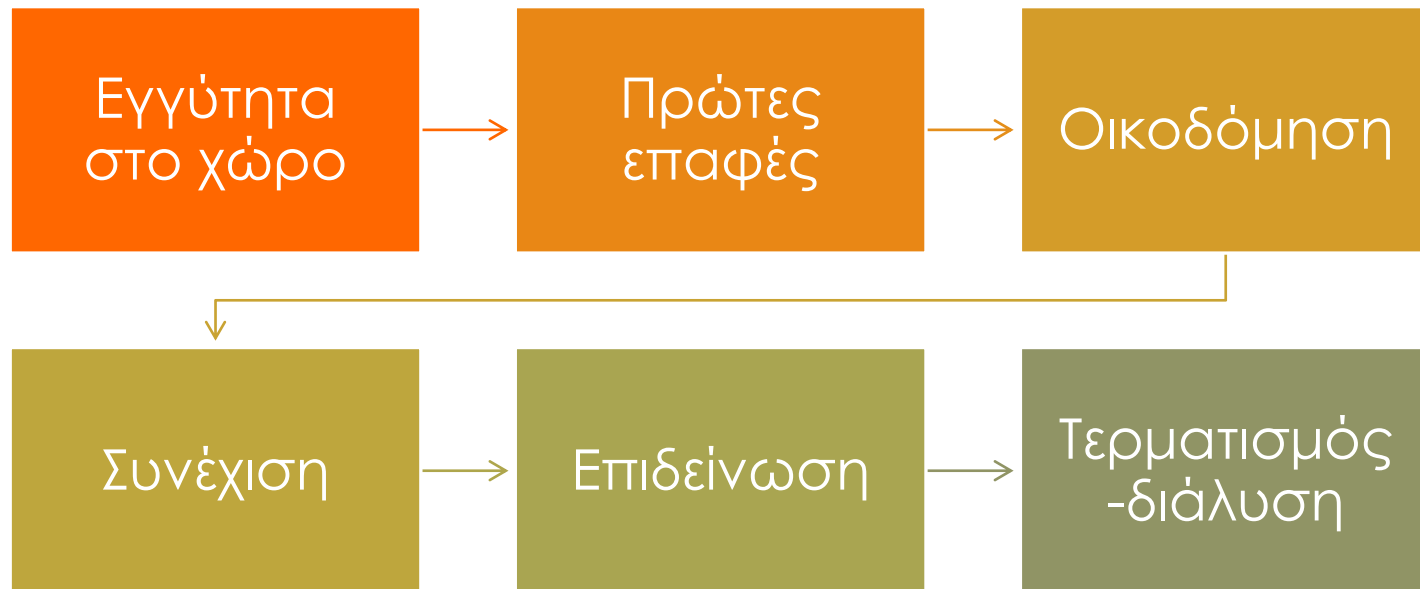 Εγγύτητα
στο χώρο
Πρώτες
επαφές
Οικοδόμηση
Συνέχιση
Επιδείνωση
Τερματισμός
-διάλυση